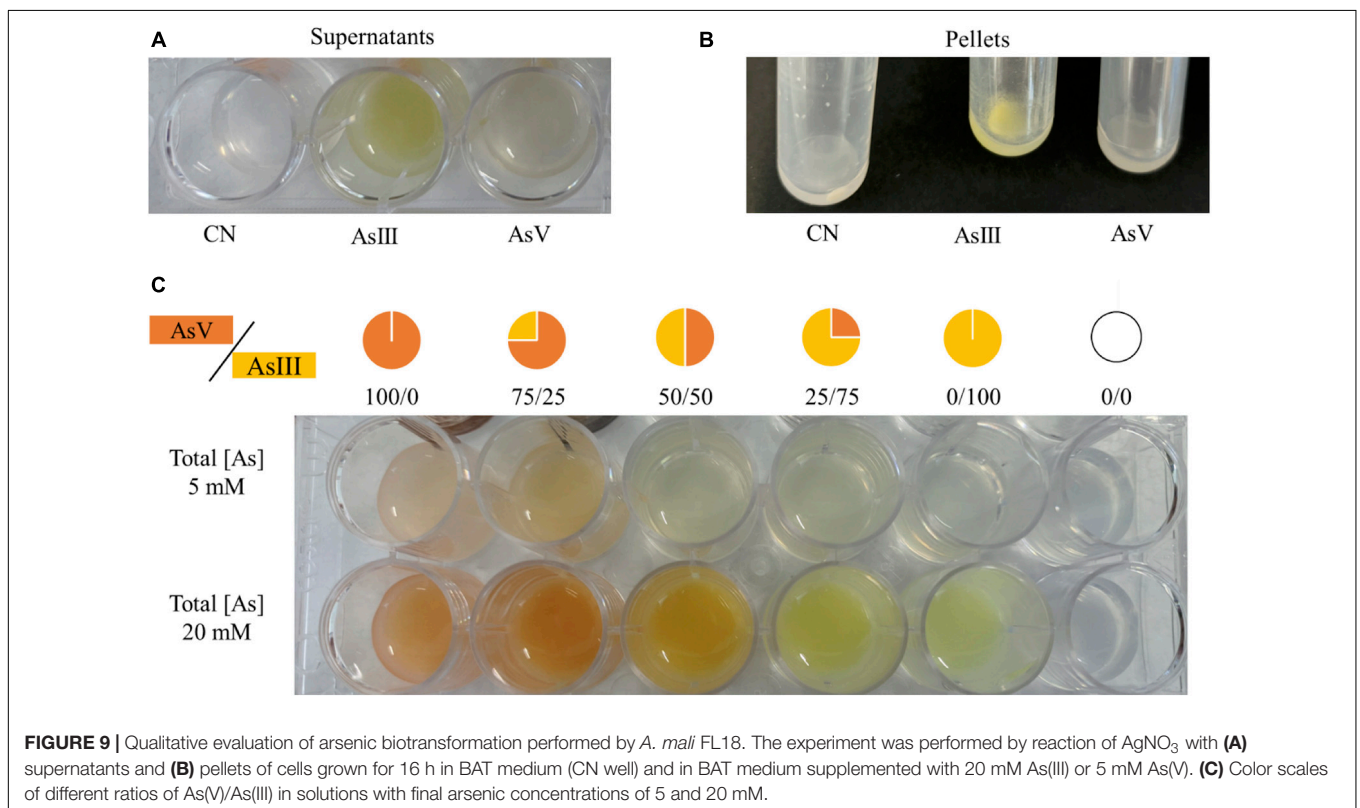 A
Supernatants
CN AsIII AsV
B
Pellets
CN AsIII AsV
C
AsV / AsIII
100/0 75/25 50/50 25/75 0/100 0/0
Total [As]
5 mM
Total [As]
20 mM
FIGURE 9 | Qualitative evaluation of arsenic biotransformation performed by A. mali FL18. The experiment was performed by reaction of AgNO₃ with (A)
supernatants and (B) pellets of cells grown for 16 h in BAT medium (CN well) and in BAT medium supplemented with 20 mM As(III) or 5 mM As(V). (C) Color scales
of different ratios of As(V)/As(III) in solutions with final arsenic concentrations of 5 and 20 mM.